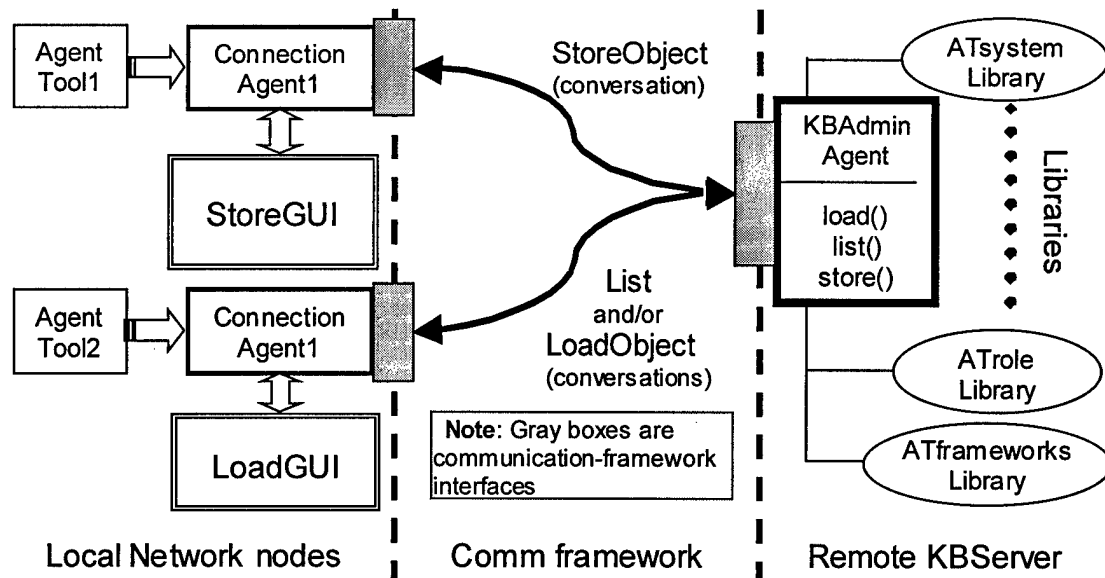 Agent
Tool1
Connection
Agent1
StoreGUI
Agent
Tool2
Connection
Agent1
LoadGUI
StoreObject
(conversation)
List
and/or
LoadObject
(conversations)
Note: Gray boxes are
communication-framework
interfaces
KBAdmin
Agent
load()
list()
store()
ATsystem
Library
Libraries
ATrole
Library
ATframeworks
Library
Local Network nodes
Comm framework
Remote KBServer